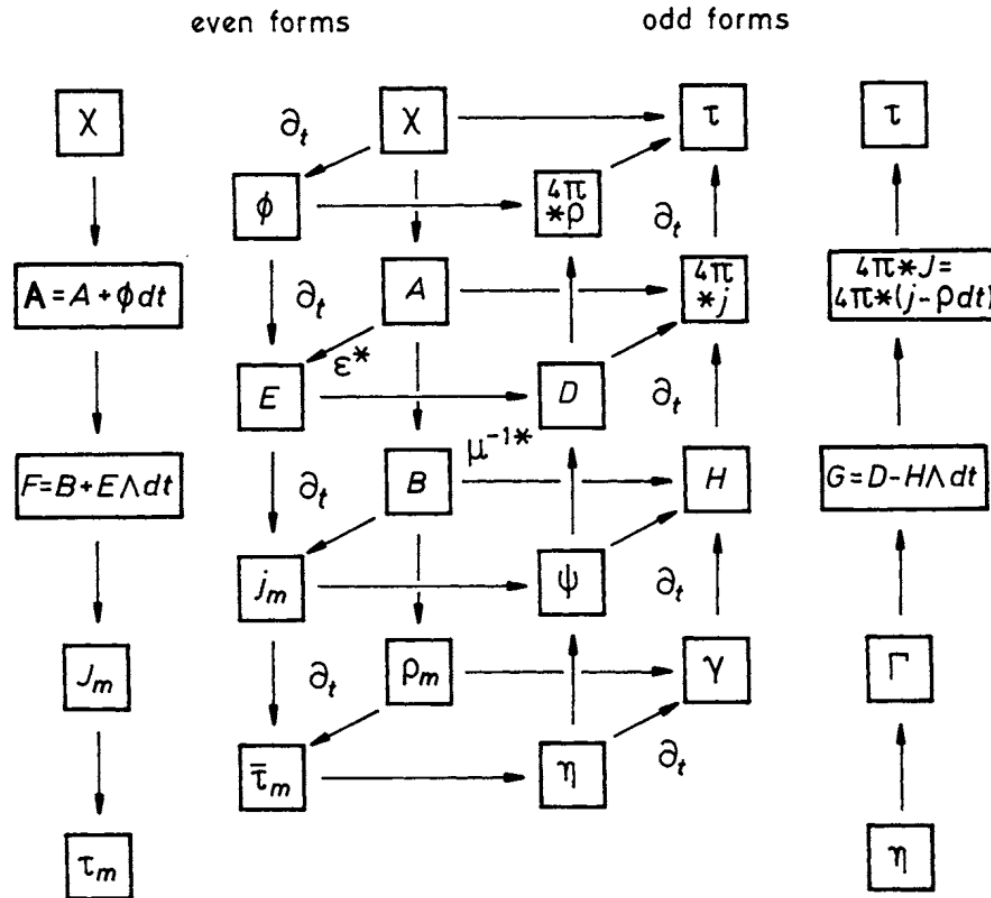 even forms odd forms
χ χ τ τ
∂t
ϕ 4π
*ρ
∂t
A = A + ϕdt ∂t A 4π
*j 4π*J=
4π*(j-ρdt)
ε*
E D ∂t
μ⁻¹*
F=B+E∧dt ∂t B H G=D-H∧dt
jm ψ ∂t
Jm ∂t ρm γ Γ
τ̄m η ∂t
τm η